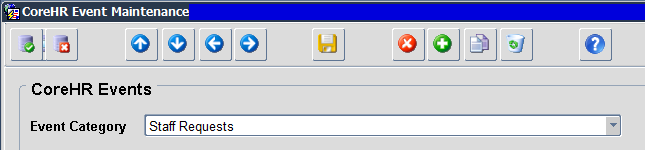 CoreHR Event Maintenance
?
CoreHR Events
Event Category Staff Requests